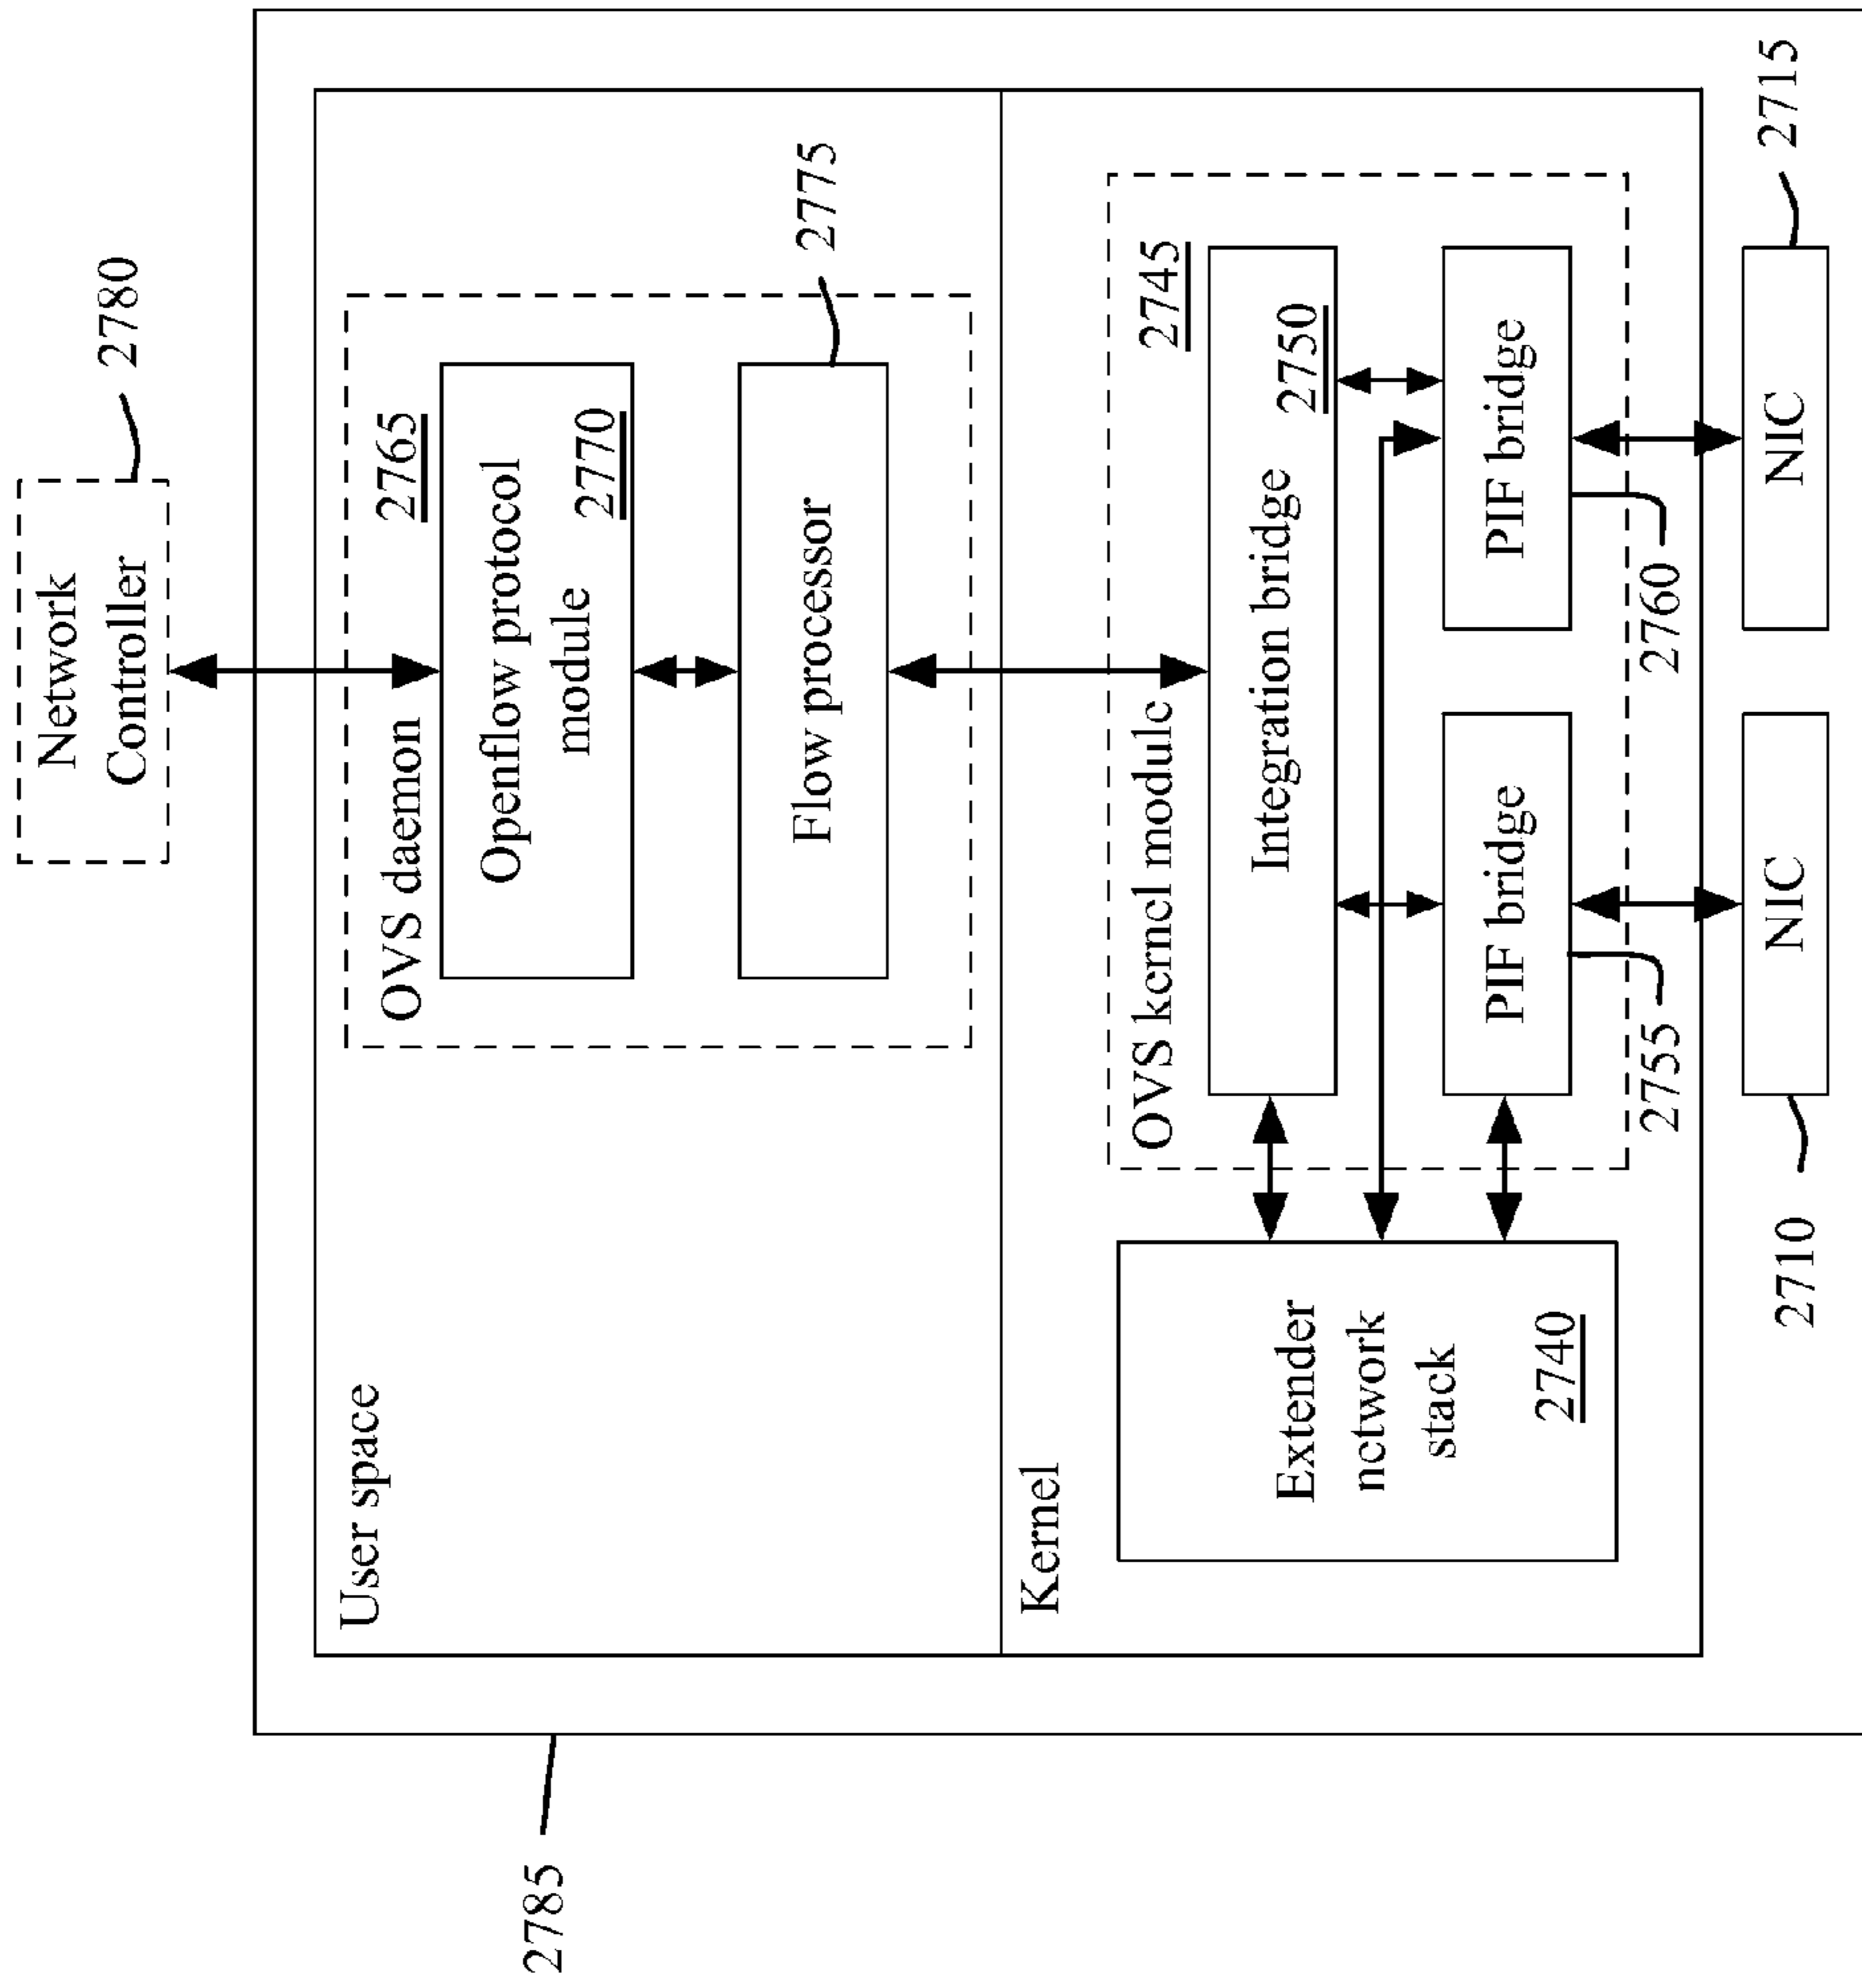 Network
Controller
2780
2785
User space
OVS daemon
2765
Openflow protocol
module
2770
Flow processor
2775
Kernel
OVS kernel module
2745
Integration bridge
2750
Extender
network
stack
2740
PIF bridge
PIF bridge
2755
2760
NIC
NIC
2710
2715